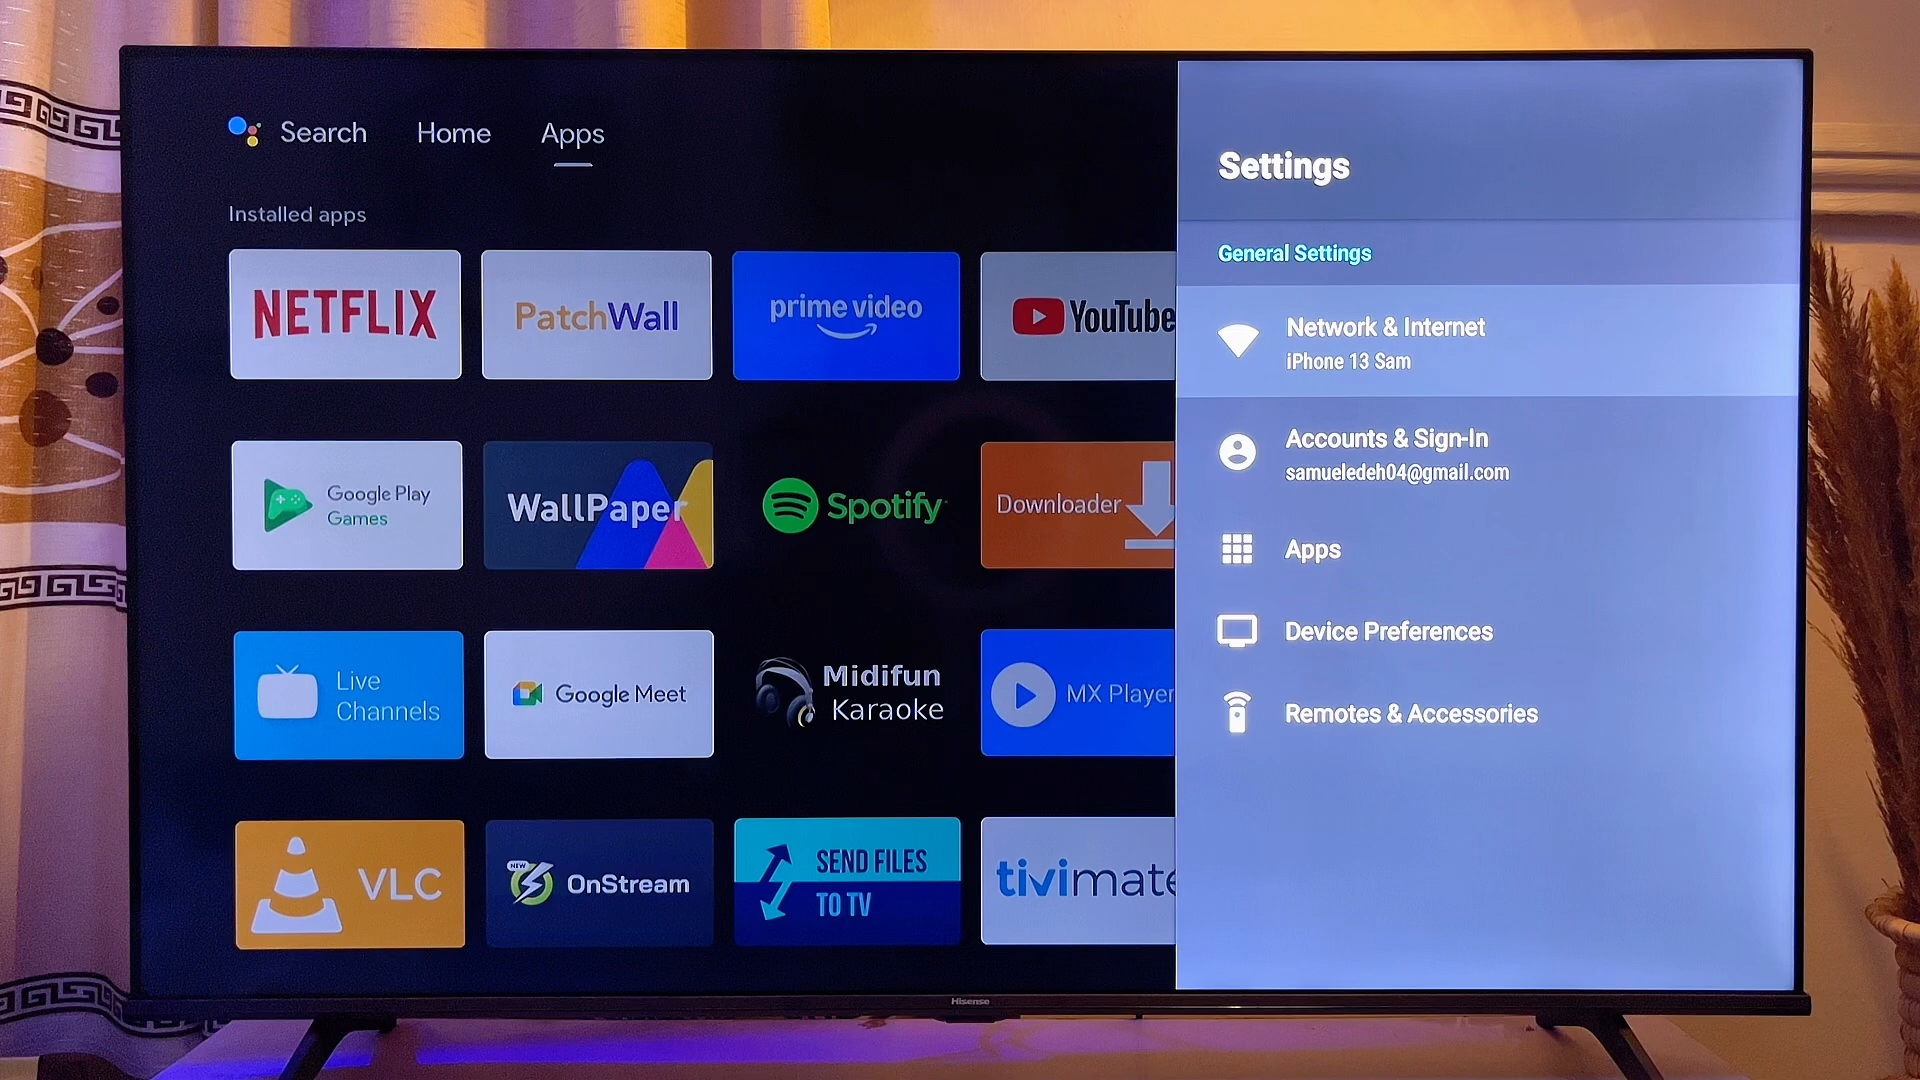 Search Home Apps
Installed apps
NETFLIX
PatchWall
prime video
YouTube
Google Play
Games
WallPaper
Spotify
Downloader
Live
Channels
Google Meet
Midifun
Karaoke
MX Player
VLC
NEW
OnStream
SEND FILES
TO TV
tivimate
Settings
General Settings
Network & Internet
iPhone 13 Sam
Accounts & Sign-In
samueledeh04@gmail.com
Apps
Device Preferences
Remotes & Accessories
Hisense